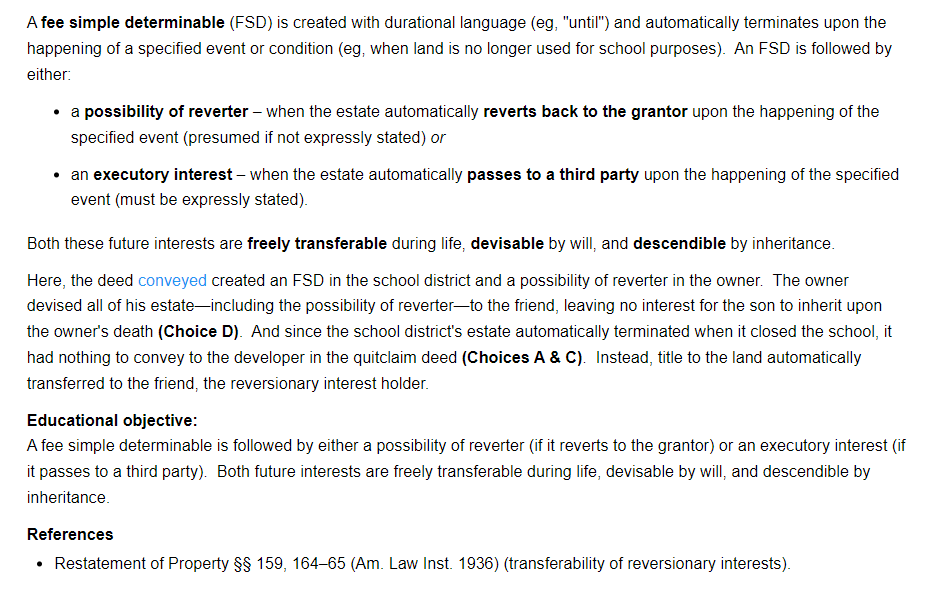 A fee simple determinable (FSD) is created with durational language (eg, "until") and automatically terminates upon the
happening of a specified event or condition (eg, when land is no longer used for school purposes).  An FSD is followed by
either:
• a possibility of reverter – when the estate automatically reverts back to the grantor upon the happening of the
specified event (presumed if not expressly stated) or
• an executory interest – when the estate automatically passes to a third party upon the happening of the specified
event (must be expressly stated).
Both these future interests are freely transferable during life, devisable by will, and descendible by inheritance.
Here, the deed conveyed created an FSD in the school district and a possibility of reverter in the owner.  The owner
devised all of his estate—including the possibility of reverter—to the friend, leaving no interest for the son to inherit upon
the owner's death (Choice D).  And since the school district's estate automatically terminated when it closed the school, it
had nothing to convey to the developer in the quitclaim deed (Choices A & C).  Instead, title to the land automatically
transferred to the friend, the reversionary interest holder.
Educational objective:
A fee simple determinable is followed by either a possibility of reverter (if it reverts to the grantor) or an executory interest (if
it passes to a third party).  Both future interests are freely transferable during life, devisable by will, and descendible by
inheritance.
References
• Restatement of Property §§ 159, 164–65 (Am. Law Inst. 1936) (transferability of reversionary interests).